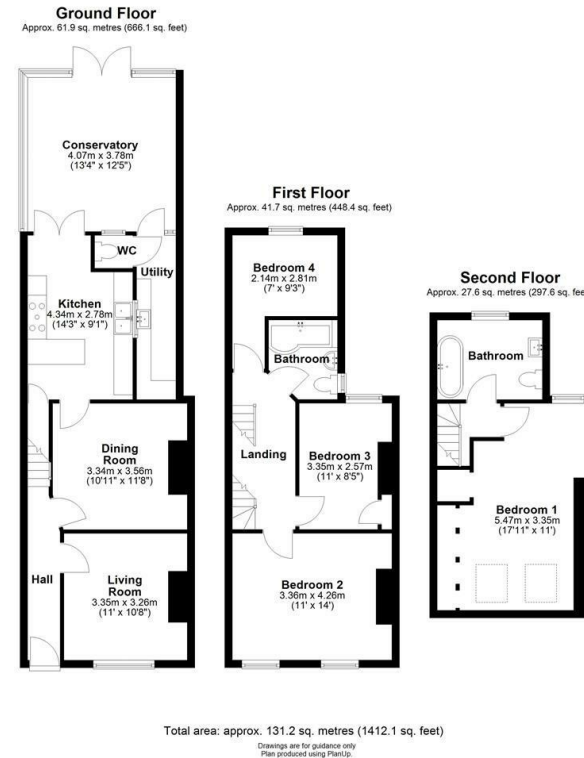 Ground Floor
Approx. 61.9 sq. metres (666.1 sq. feet)
Conservatory
4.07m x 3.78m
(13'4" x 12'5")
WC
Utility
Kitchen
4.34m x 2.78m
(14'3" x 9'1")
Dining
Room
3.34m x 3.56m
(10'11" x 11'8")
Hall
Living
Room
3.35m x 3.26m
(11' x 10'8")
First Floor
Approx. 41.7 sq. metres (448.4 sq. feet)
Bedroom 4
2.14m x 2.81m
(7' x 9'3")
Bathroom
Landing
Bedroom 3
3.35m x 2.57m
(11' x 8'5")
Bedroom 2
3.36m x 4.26m
(11' x 14')
Second Floor
Approx. 27.6 sq. metres (297.6 sq. fee
Bathroom
Bedroom 1
5.47m x 3.35m
(17'11" x 11')
Total area: approx. 131.2 sq. metres (1412.1 sq. feet)
Drawings are for guidance only
Plan produced using PlanUp.